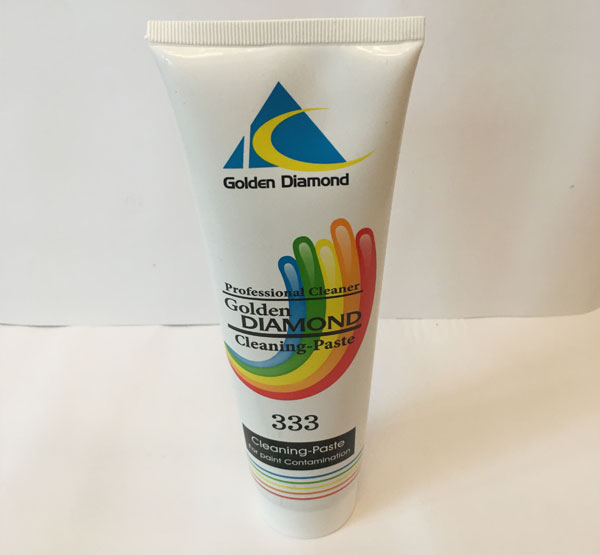 Golden Diamond
Professional Cleaner
Golden
DIAMOND
Cleaning-Paste
333
Cleaning-Paste
For paint Contamination